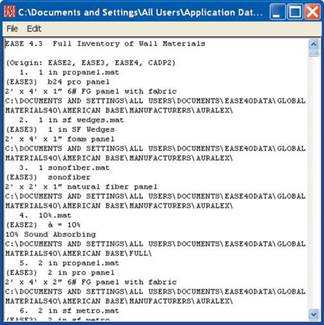 C:\Documents and Settings\All Users\Application Dat...
File Edit
EASE 4.3 Full Inventory of Wall Materials
(Origin: EASE2, EASE3, EASE4, CADP2)
1. 1 in propanel.mat
(EASE3) b24 pro panel
2' x 4' x 1" 6# FG panel with fabric
C:\DOCUMENTS AND SETTINGS\ALL USERS\DOCUMENTS\EASE40DATA\GLOBAL
MATERIALS40\AMERICAN BASE\MANUFACTURERS\AURALEX\
2. 1 in sf wedges.mat
(EASE3) 1 in SF Wedges
2' x 4' x 1" foam panel
C:\DOCUMENTS AND SETTINGS\ALL USERS\DOCUMENTS\EASE40DATA\GLOBAL
MATERIALS40\AMERICAN BASE\MANUFACTURERS\AURALEX\
3. 1 sonofiber.mat
(EASE3) sonofiber
2' x 2' x 1" natural fiber panel
C:\DOCUMENTS AND SETTINGS\ALL USERS\DOCUMENTS\EASE40DATA\GLOBAL
MATERIALS40\AMERICAN BASE\MANUFACTURERS\AURALEX\
4. 10%.mat
(EASE2) = 10%
10% Sound Absorbing
C:\DOCUMENTS AND SETTINGS\ALL USERS\DOCUMENTS\EASE40DATA\GLOBAL
MATERIALS40\AMERICAN BASE\FULL\
5. 2 in propanel.mat
(EASE3) 2 in pro panel
2' x 4' x 2" 6# FG panel with fabric
C:\DOCUMENTS AND SETTINGS\ALL USERS\DOCUMENTS\EASE40DATA\GLOBAL
MATERIALS40\AMERICAN BASE\MANUFACTURERS\AURALEX\
6. 2 in sf metro.mat
(EASE3) 2 in sf metro